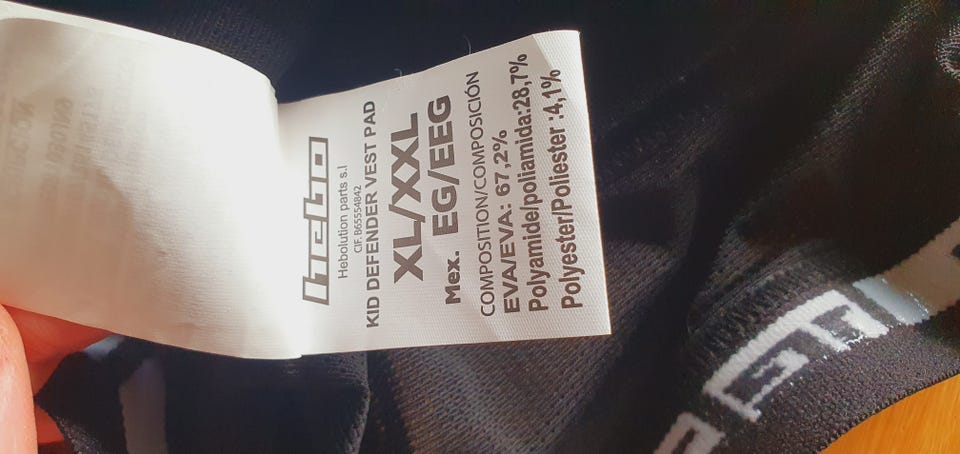 hebo
Hebolution parts s.l
CIF. B65554842
KID DEFENDER VEST PAD
XL/XXL
Mex. EG/EEG
COMPOSITION/COMPOSICIÓN
EVA/EVA: 67,2%
Polyamide/poliamida:28,7%
Polyester/Poliester :4,1%